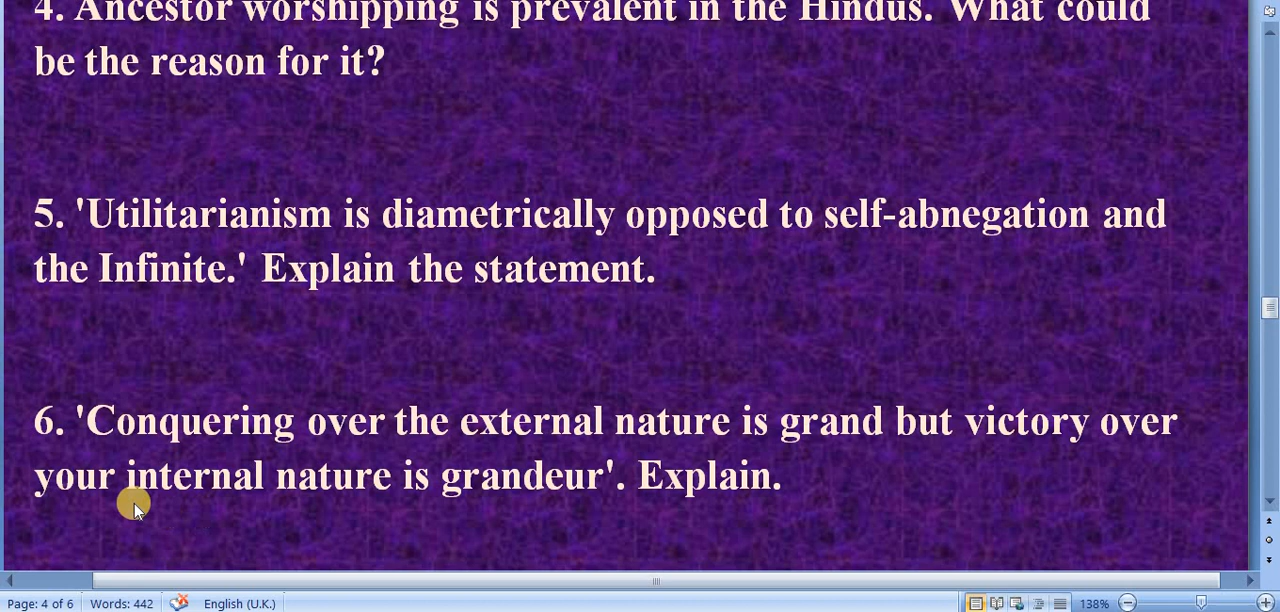 4. Ancestor worshipping is prevalent in the Hindus. What could
be the reason for it?
5. 'Utilitarianism is diametrically opposed to self-abnegation and
the Infinite.' Explain the statement.
6. 'Conquering over the external nature is grand but victory over
your internal nature is grandeur'. Explain.
Page: 4 of 6 Words: 442 English (U.K.) 138%